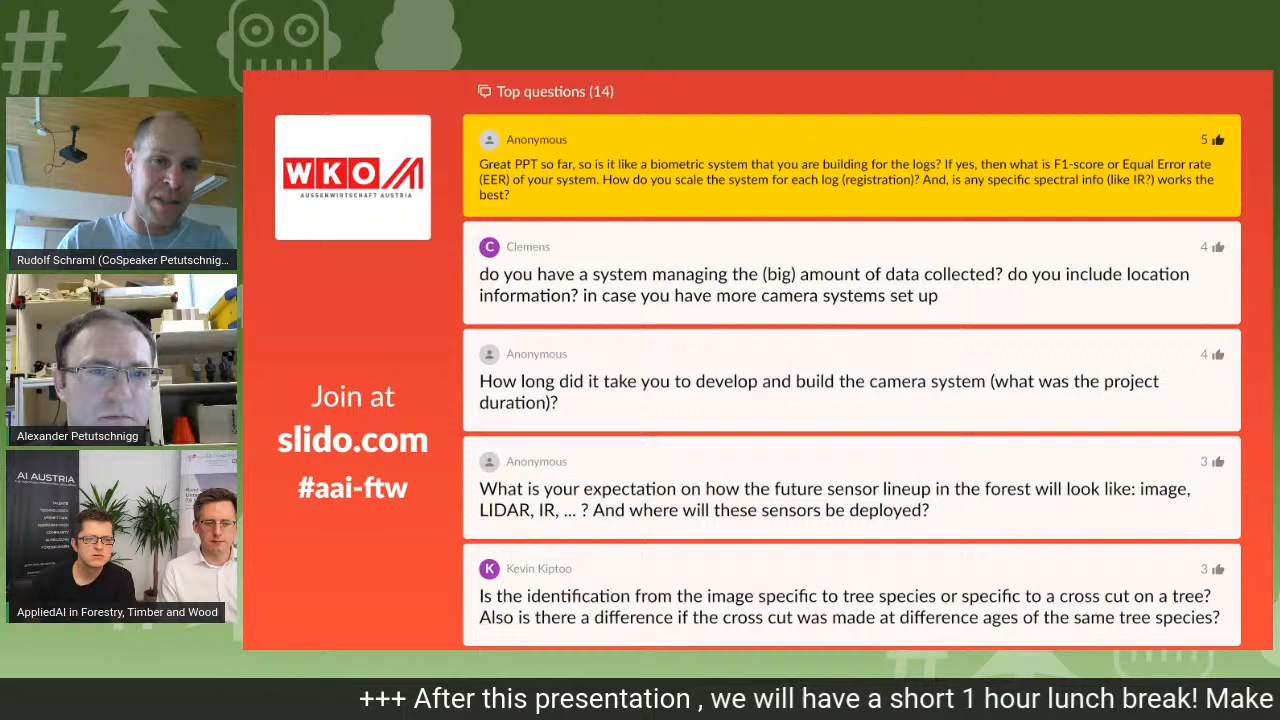 #
Top questions (14)
WKO
AUSSENWIRTSCHAFT AUSTRIA
Anonymous
5
Great PPT so far, so is it like a biometric system that you are building for the logs? If yes, then what is F1-score or Equal Error rate
(EER) of your system. How do you scale the system for each log (registration)? And, is any specific spectral info (like IR?) works the
best?
C Clemens
4
do you have a system managing the (big) amount of data collected? do you include location
information? in case you have more camera systems set up
Anonymous
4
How long did it take you to develop and build the camera system (what was the project
duration)?
Anonymous
3
What is your expectation on how the future sensor lineup in the forest will look like: image,
LIDAR, IR, ... ? And where will these sensors be deployed?
K Kevin Kiptoo
3
Is the identification from the image specific to tree species or specific to a cross cut on a tree?
Also is there a difference if the cross cut was made at difference ages of the same tree species?
Join at
slido.com
#aai-ftw
Rudolf Schraml (CoSpeaker Petutschnig...
Alexander Petutschnigg
AI AUSTRIA
AppliedAI in Forestry, Timber and Wood
+++ After this presentation , we will have a short 1 hour lunch break! Make